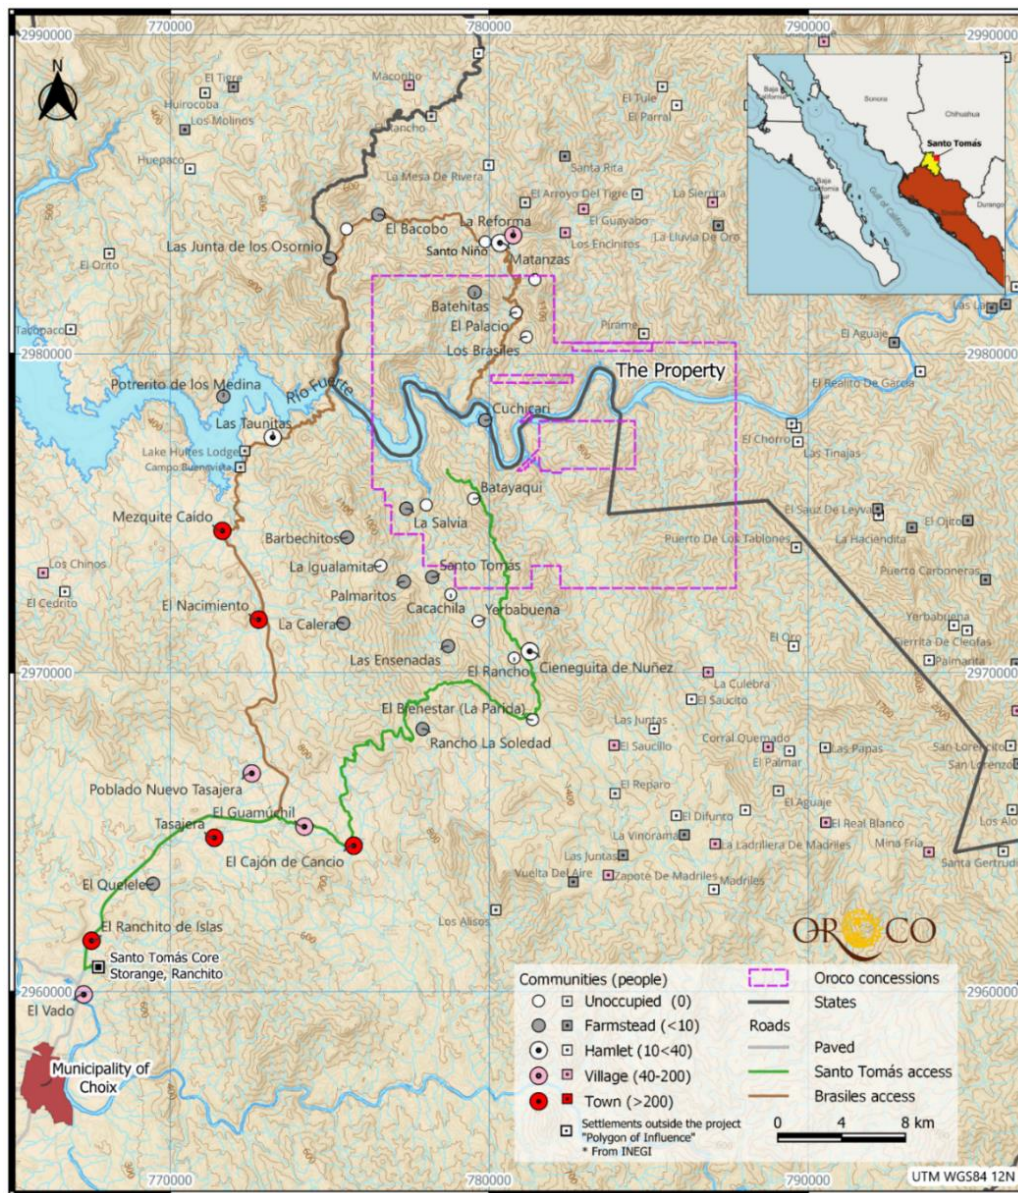 770000
780000
790000
2990000
2990000
N
El Tigre
Huirocoba
Los Molinos
Huepaco
Macocho
El Rancho
La Mesa De Rivera
El Tule
El Parral
Santa Rita
El Arroyo Del Tigre
La Sierrita
El Guayabo
La Lluvia De Oro
Los Encinitos
Baja
California
Sonora
Chihuahua
Santo Tomás
Baja
California
Sur
Gulf of California
Sinaloa
Durango
El Orito
Las Junta de los Osornio
El Bacobo
La Reforma
Santo Niño
Matanzas
Batehitas
El Palacio
Los Brasiles
Pirame
Tacopaco
2980000
2980000
El Aguaje
Potrerito de los Medina
Río Fuerte
The Property
El Realito De García
Cuchicari
Las Taunitas
Lake Huites Lodge
Campo Buenavista
El Chorro
Las Tinajas
Mezquite Caído
Batayaqui
La Salvia
Barbechitos
La Igualamita
Santo Tomás
Palmaritos
Cacachila
Yerbabuena
El Sauz De Leyva
El Ojito
La Haciendita
Puerto De Los Tablones
Puerto Carboneras
Los Chinos
El Cedrito
El Nacimiento
La Calera
Las Ensenadas
El Rancho
Cieneguita de Nuñez
El Oro
Yerbabuena
Sierrita De Cleofas
Palmarita
2970000
2970000
La Culebra
El Saucito
El Bienestar (La Parida)
Rancho La Soledad
Las Juntas
El Saucillo
Corral Quemado
El Palmar
Las Papas
San Lorencito
San Lorenzo
Poblado Nuevo Tasajera
El Guamúchil
Tasajera
El Cajón de Cancio
El Reparo
El Difunto
El Aguaje
El Real Blanco
La Vinorama
La Ladrillera De Madriles
Mina Fría
Santa Gertrudi
Las Juntas
Vuelta Del Aire
Zapote De Madriles
Madriles
El Quelele
Los Alisos
El Ranchito de Islas
Santo Tomás Core
Storange, Ranchito
OROCO
2960000
2960000
El Vado
Municipality of
Choix
Communities (people)
Unoccupied (0)
Farmstead (<10)
Hamlet (10<40)
Village (40-200)
Town (>200)
Settlements outside the project
"Polygon of Influence"
* From INEGI
Oroco concessions
States
Roads
Paved
Santo Tomás access
Brasiles access
0 4 8 km
770000
780000
790000
UTM WGS84 12N